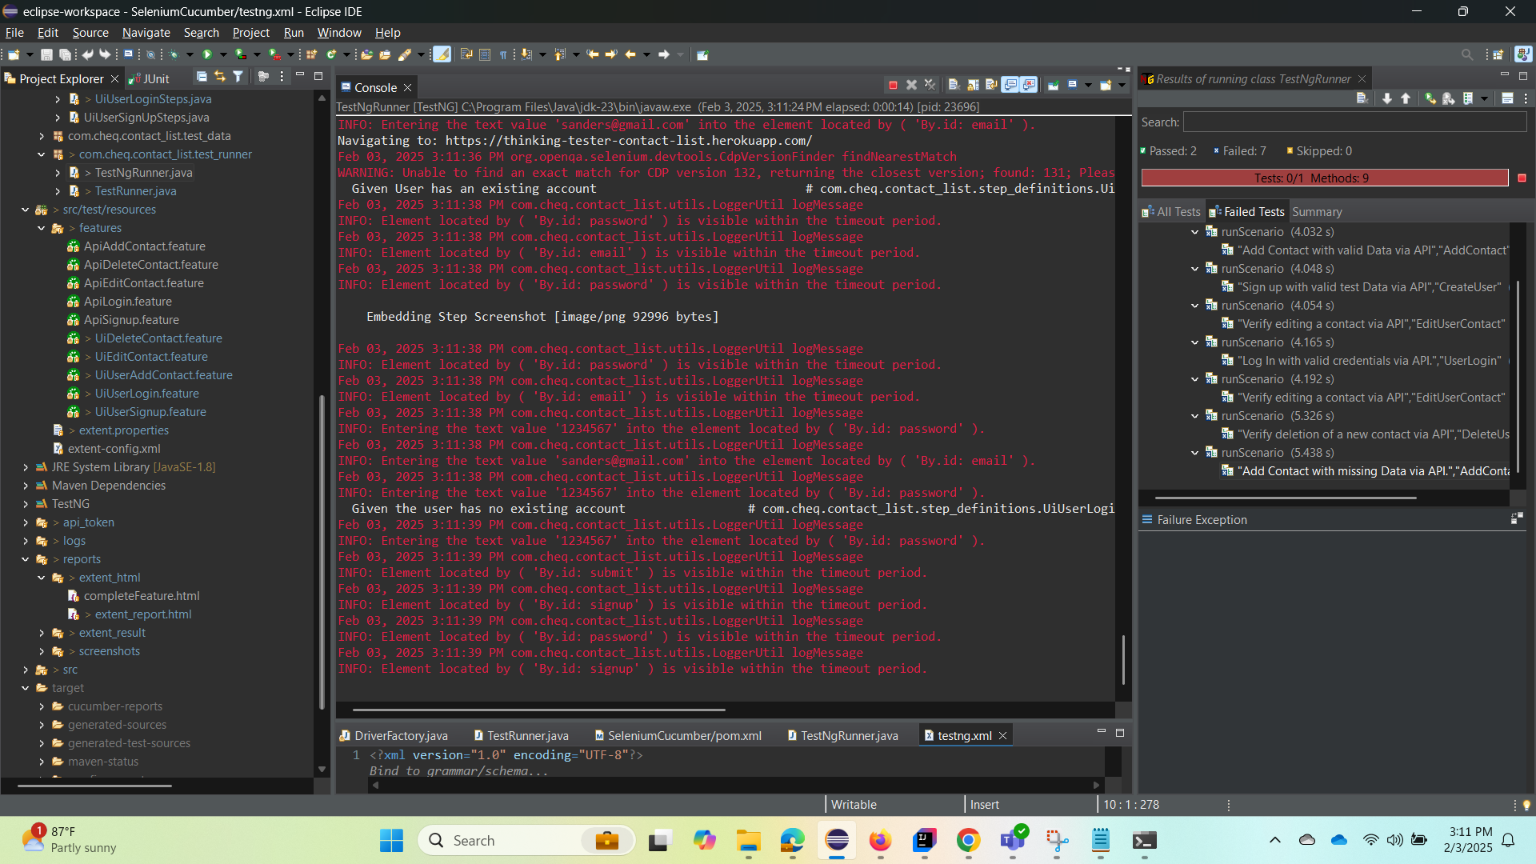 eclipse-workspace - SeleniumCucumber/testng.xml - Eclipse IDE
File Edit Source Navigate Search Project Run Window Help
Project Explorer
JUnit
> UiUserLoginSteps.java
UiUserSignUpSteps.java
com.cheq.contact_list.test_data
> com.cheq.contact_list.test_runner
> TestNgRunner.java
> TestRunner.java
> src/test/resources
> features
ApiAddContact.feature
ApiDeleteContact.feature
ApiEditContact.feature
ApiLogin.feature
ApiSignup.feature
> UiDeleteContact.feature
> UiEditContact.feature
> UiUserAddContact.feature
> UiUserLogin.feature
> UiUserSignup.feature
> extent.properties
extent-config.xml
JRE System Library [JavaSE-1.8]
Maven Dependencies
TestNG
> api_token
> logs
> reports
> extent_html
completeFeature.html
> extent_report.html
> extent_result
> screenshots
> src
target
cucumber-reports
generated-sources
generated-test-sources
maven-status
Console
TestNgRunner [TestNG] C:\Program Files\Java\jdk-23\bin\javaw.exe (Feb 3, 2025, 3:11:24 PM elapsed: 0:00:14) [pid: 23696]
INFO: Entering the text value 'sanders@gmail.com' into the element located by ( 'By.id: email' ).
Navigating to: https://thinking-tester-contact-list.herokuapp.com/
Feb 03, 2025 3:11:36 PM org.openqa.selenium.devtools.CdpVersionFinder findNearestMatch
WARNING: Unable to find an exact match for CDP version 132, returning the closest version; found: 131; Pleas
Given User has an existing account # com.cheq.contact_list.step_definitions.Ui
Feb 03, 2025 3:11:38 PM com.cheq.contact_list.utils.LoggerUtil logMessage
INFO: Element located by ( 'By.id: password' ) is visible within the timeout period.
Feb 03, 2025 3:11:38 PM com.cheq.contact_list.utils.LoggerUtil logMessage
INFO: Element located by ( 'By.id: email' ) is visible within the timeout period.
Feb 03, 2025 3:11:38 PM com.cheq.contact_list.utils.LoggerUtil logMessage
INFO: Element located by ( 'By.id: password' ) is visible within the timeout period.
Embedding Step Screenshot [image/png 92996 bytes]
Feb 03, 2025 3:11:38 PM com.cheq.contact_list.utils.LoggerUtil logMessage
INFO: Element located by ( 'By.id: password' ) is visible within the timeout period.
Feb 03, 2025 3:11:38 PM com.cheq.contact_list.utils.LoggerUtil logMessage
INFO: Element located by ( 'By.id: email' ) is visible within the timeout period.
Feb 03, 2025 3:11:38 PM com.cheq.contact_list.utils.LoggerUtil logMessage
INFO: Entering the text value '1234567' into the element located by ( 'By.id: password' ).
Feb 03, 2025 3:11:38 PM com.cheq.contact_list.utils.LoggerUtil logMessage
INFO: Entering the text value 'sanders@gmail.com' into the element located by ( 'By.id: email' ).
Feb 03, 2025 3:11:38 PM com.cheq.contact_list.utils.LoggerUtil logMessage
INFO: Entering the text value '1234567' into the element located by ( 'By.id: password' ).
Given the user has no existing account # com.cheq.contact_list.step_definitions.UiUserLogi
Feb 03, 2025 3:11:39 PM com.cheq.contact_list.utils.LoggerUtil logMessage
INFO: Entering the text value '1234567' into the element located by ( 'By.id: password' ).
Feb 03, 2025 3:11:39 PM com.cheq.contact_list.utils.LoggerUtil logMessage
INFO: Element located by ( 'By.id: submit' ) is visible within the timeout period.
Feb 03, 2025 3:11:39 PM com.cheq.contact_list.utils.LoggerUtil logMessage
INFO: Element located by ( 'By.id: signup' ) is visible within the timeout period.
Feb 03, 2025 3:11:39 PM com.cheq.contact_list.utils.LoggerUtil logMessage
INFO: Element located by ( 'By.id: password' ) is visible within the timeout period.
Feb 03, 2025 3:11:39 PM com.cheq.contact_list.utils.LoggerUtil logMessage
INFO: Element located by ( 'By.id: signup' ) is visible within the timeout period.
DriverFactory.java TestRunner.java SeleniumCucumber/pom.xml TestNgRunner.java testng.xml
1 <?xml version="1.0" encoding="UTF-8"?>
Bind to grammar/schema...
Results of running class TestNgRunner
Search:
Passed: 2 Failed: 7 Skipped: 0
Tests: 0/1 Methods: 9
All Tests Failed Tests Summary
runScenario (4.032 s)
"Add Contact with valid Data via API","AddContact"
runScenario (4.048 s)
"Sign up with valid test Data via API","CreateUser"
runScenario (4.054 s)
"Verify editing a contact via API","EditUserContact"
runScenario (4.165 s)
"Log In with valid credentials via API.","UserLogin"
runScenario (4.192 s)
"Verify editing a contact via API","EditUserContact"
runScenario (5.326 s)
"Verify deletion of a new contact via API","DeleteUs
runScenario (5.438 s)
"Add Contact with missing Data via API.","AddConta
Failure Exception
Writable Insert 10 : 1 : 278
1
87°F
Partly sunny
Search
3:11 PM
2/3/2025